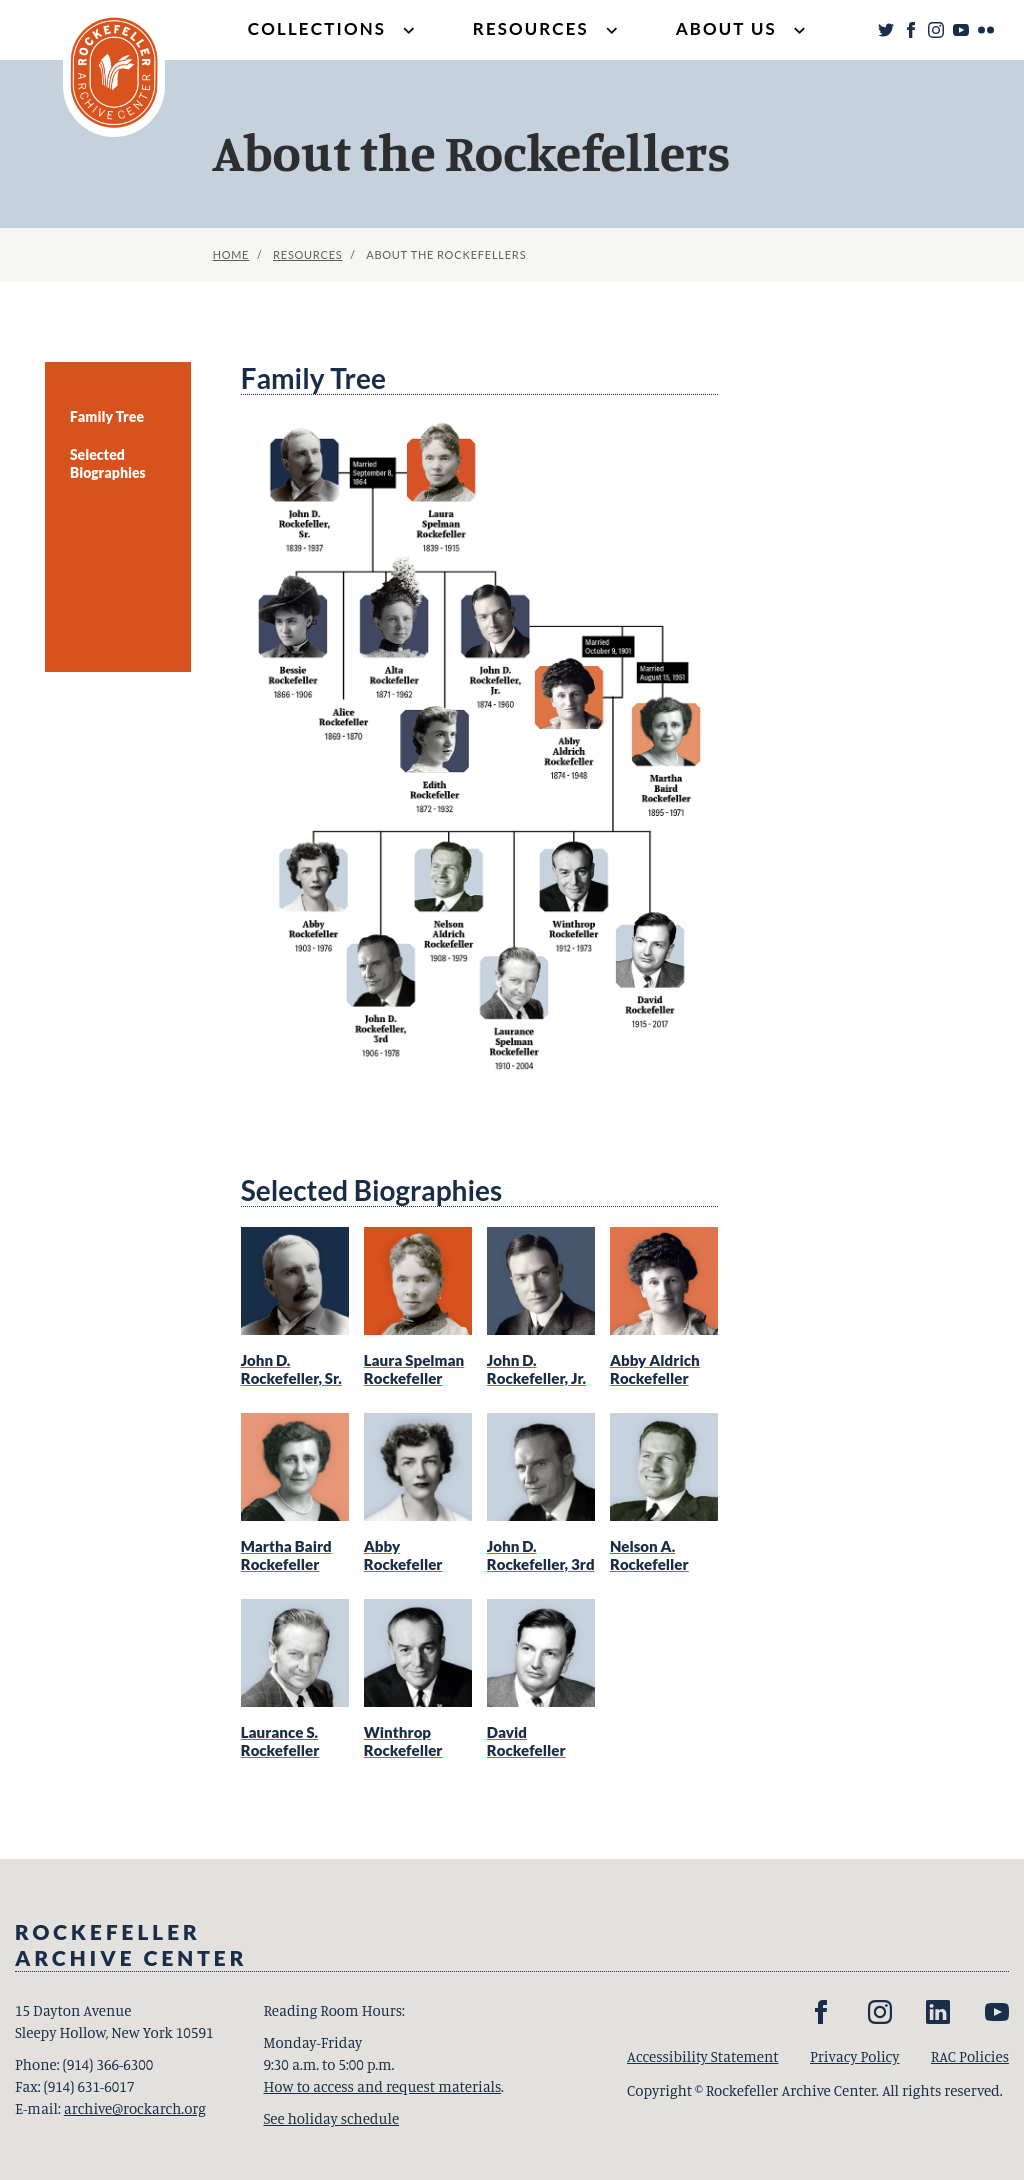 COLLECTIONS RESOURCES ABOUT US
ROCKEFELLER
ARCHIVE CENTER
About the Rockefellers
HOME / RESOURCES / ABOUT THE ROCKEFELLERS
Family Tree
Selected
Biographies
Family Tree
Married
September 8,
1864
John D.
Rockefeller,
Sr.
1839 - 1937
Laura
Spelman
Rockefeller
1839 - 1915
Bessie
Rockefeller
1866 - 1906
Alice
Rockefeller
1869 - 1870
Alta
Rockefeller
1871 - 1962
Edith
Rockefeller
1872 - 1932
John D.
Rockefeller,
Jr.
1874 - 1960
Married
October 9, 1901
Abby
Aldrich
Rockefeller
1874 - 1948
Married
August 15, 1951
Martha
Baird
Rockefeller
1895 - 1971
Abby
Rockefeller
1903 - 1976
John D.
Rockefeller,
3rd
1906 - 1978
Nelson
Aldrich
Rockefeller
1908 - 1979
Laurance
Spelman
Rockefeller
1910 - 2004
Winthrop
Rockefeller
1912 - 1973
David
Rockefeller
1915 - 2017
Selected Biographies
John D.
Rockefeller, Sr.
Laura Spelman
Rockefeller
John D.
Rockefeller, Jr.
Abby Aldrich
Rockefeller
Martha Baird
Rockefeller
Abby
Rockefeller
John D.
Rockefeller, 3rd
Nelson A.
Rockefeller
Laurance S.
Rockefeller
Winthrop
Rockefeller
David
Rockefeller
ROCKEFELLER
ARCHIVE CENTER
15 Dayton Avenue
Sleepy Hollow, New York 10591
Phone: (914) 366-6300
Fax: (914) 631-6017
E-mail: archive@rockarch.org
Reading Room Hours:
Monday-Friday
9:30 a.m. to 5:00 p.m.
How to access and request materials.
See holiday schedule
Accessibility Statement Privacy Policy RAC Policies
Copyright © Rockefeller Archive Center. All rights reserved.